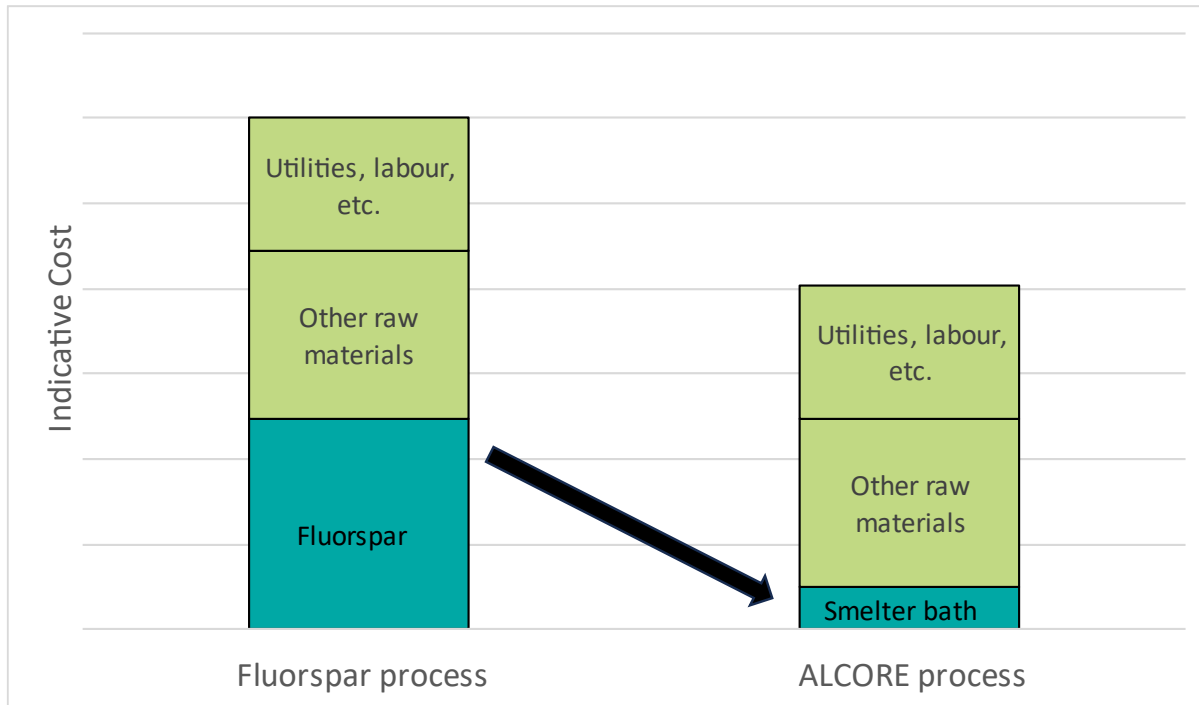 Indicative Cost
Utilities, labour,
etc.
Other raw
materials
Fluorspar
Utilities, labour,
etc.
Other raw
materials
Smelter bath
Fluorspar process
ALCORE process